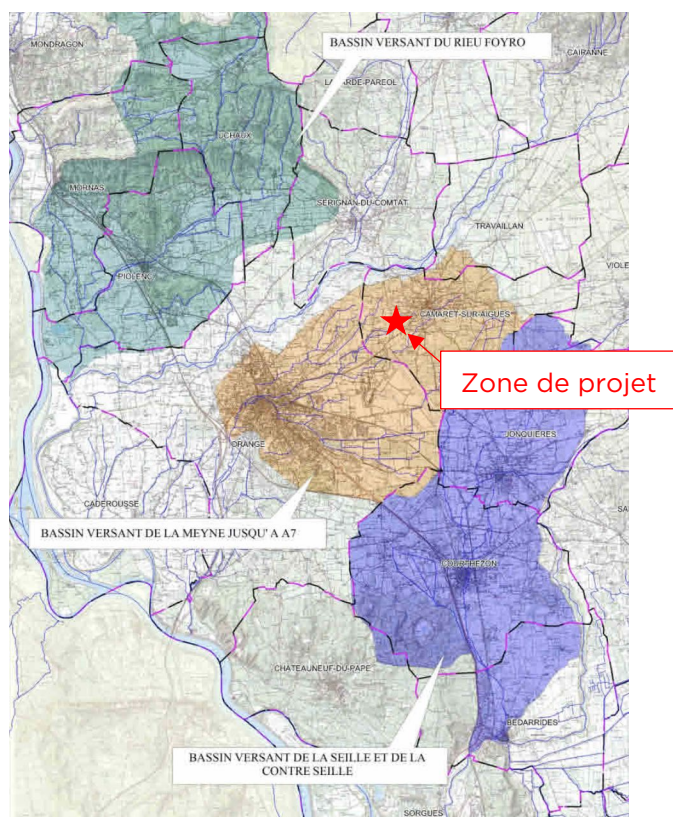 BASSIN VERSANT DU RIEU FOYRO
MONDRAGON
CAIRANNE
LAGARDE-PAREOL
UCHAUX
MORNAS
SERIGNAN-DU-COMTAT
TRAVAILLAN
PIOLENC
VIOLE
CAMARET-SUR-AIGUES
Zone de projet
ORANGE
JONQUIERES
CADEROUSSE
SA
BASSIN VERSANT DE LA MEYNE JUSQU' A A7
COURTHEZON
CHATEAUNEUF-DU-PAPE
BEDARRIDES
BASSIN VERSANT DE LA SEILLE ET DE LA
CONTRE SEILLE
SORGUES